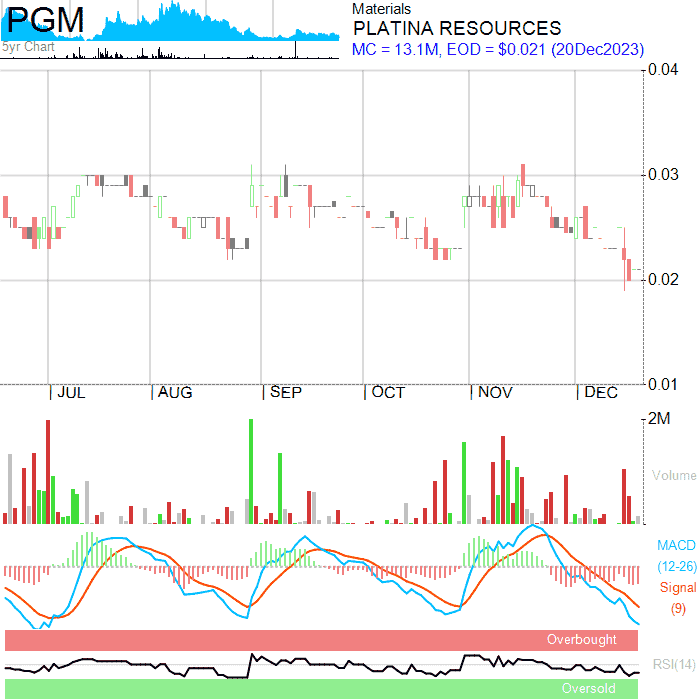 PGM
5yr Chart
Materials
PLATINA RESOURCES
MC = 13.1M, EOD = $0.021 (20Dec2023)
0.04
0.03
0.02
0.01
JUL AUG SEP OCT NOV DEC
2M
Volume
MACD
(12-26)
Signal
(9)
Overbought
RSI(14)
Oversold